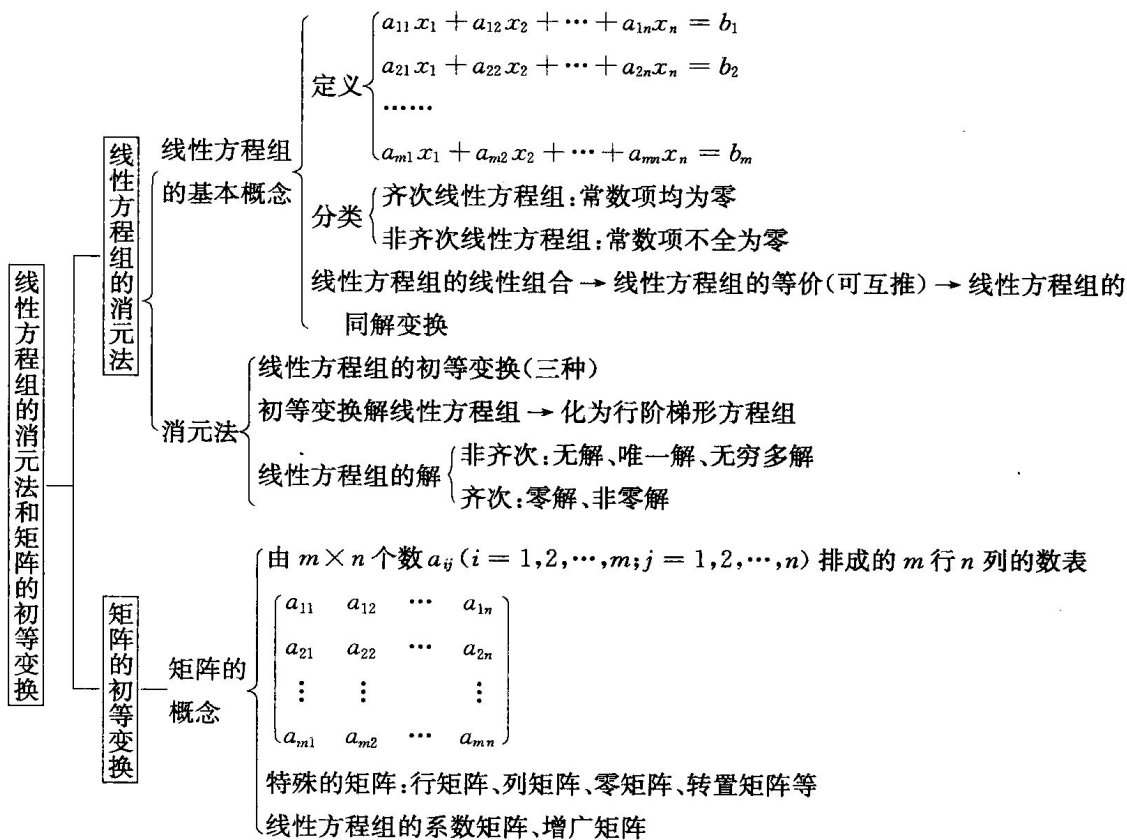 线性方程组的消元法和矩阵的初等变换
线性方程组的消元法
线性方程组
的基本概念
定义
a₁₁x₁ + a₁₂x₂ + ⋯ + a₁ₙxₙ = b₁
a₂₁x₁ + a₂₂x₂ + ⋯ + a₂ₙxₙ = b₂
……
aₘ₁x₁ + aₘ₂x₂ + ⋯ + aₘₙxₙ = bₘ
分类
齐次线性方程组:常数项均为零
非齐次线性方程组:常数项不全为零
线性方程组的线性组合 → 线性方程组的等价(可互推) → 线性方程组的
同解变换
消元法
线性方程组的初等变换(三种)
初等变换解线性方程组 → 化为行阶梯形方程组
线性方程组的解
非齐次:无解、唯一解、无穷多解
齐次:零解、非零解
矩阵的初等变换
矩阵的
概念
由 m × n 个数 aᵢⱼ (i = 1,2,⋯,m; j = 1,2,⋯,n) 排成的 m 行 n 列的数表
a₁₁ a₁₂ ⋯ a₁ₙ
a₂₁ a₂₂ ⋯ a₂ₙ
⋮ ⋮ ⋮
aₘ₁ aₘ₂ ⋯ aₘₙ
特殊的矩阵:行矩阵、列矩阵、零矩阵、转置矩阵等
线性方程组的系数矩阵、增广矩阵